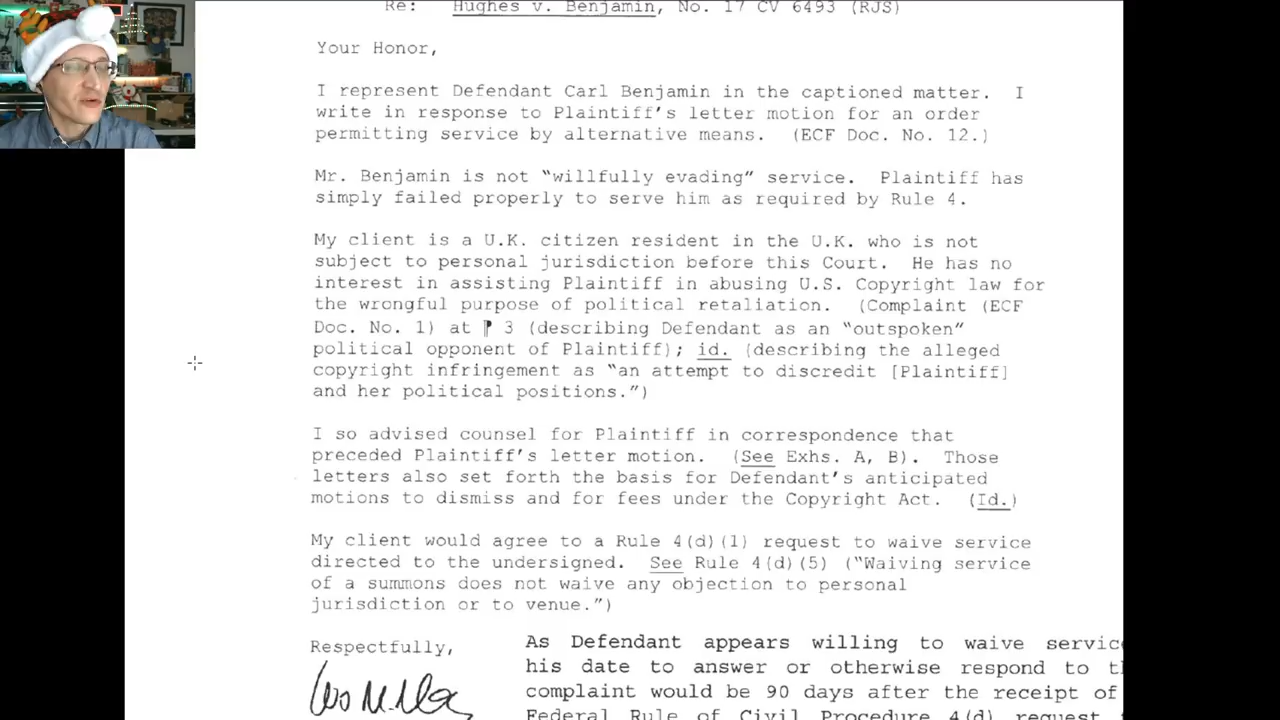 Re: Hughes v. Benjamin, No. 17 CV 6493 (RJS)
Your Honor,
I represent Defendant Carl Benjamin in the captioned matter. I
write in response to Plaintiff's letter motion for an order
permitting service by alternative means. (ECF Doc. No. 12.)
Mr. Benjamin is not "willfully evading" service. Plaintiff has
simply failed properly to serve him as required by Rule 4.
My client is a U.K. citizen resident in the U.K. who is not
subject to personal jurisdiction before this Court. He has no
interest in assisting Plaintiff in abusing U.S. Copyright law for
the wrongful purpose of political retaliation. (Complaint (ECF
Doc. No. 1) at ¶ 3 (describing Defendant as an "outspoken"
political opponent of Plaintiff); id. (describing the alleged
copyright infringement as "an attempt to discredit [Plaintiff]
and her political positions.")
I so advised counsel for Plaintiff in correspondence that
preceded Plaintiff's letter motion. (See Exhs. A, B). Those
letters also set forth the basis for Defendant's anticipated
motions to dismiss and for fees under the Copyright Act. (Id.)
My client would agree to a Rule 4(d)(1) request to waive service
directed to the undersigned. See Rule 4(d)(5) ("Waiving service
of a summons does not waive any objection to personal
jurisdiction or to venue.")
Respectfully,
As Defendant appears willing to waive servic
his date to answer or otherwise respond to t
complaint would be 90 days after the receipt of
Federal Rule of Civil Procedure 4(d) request